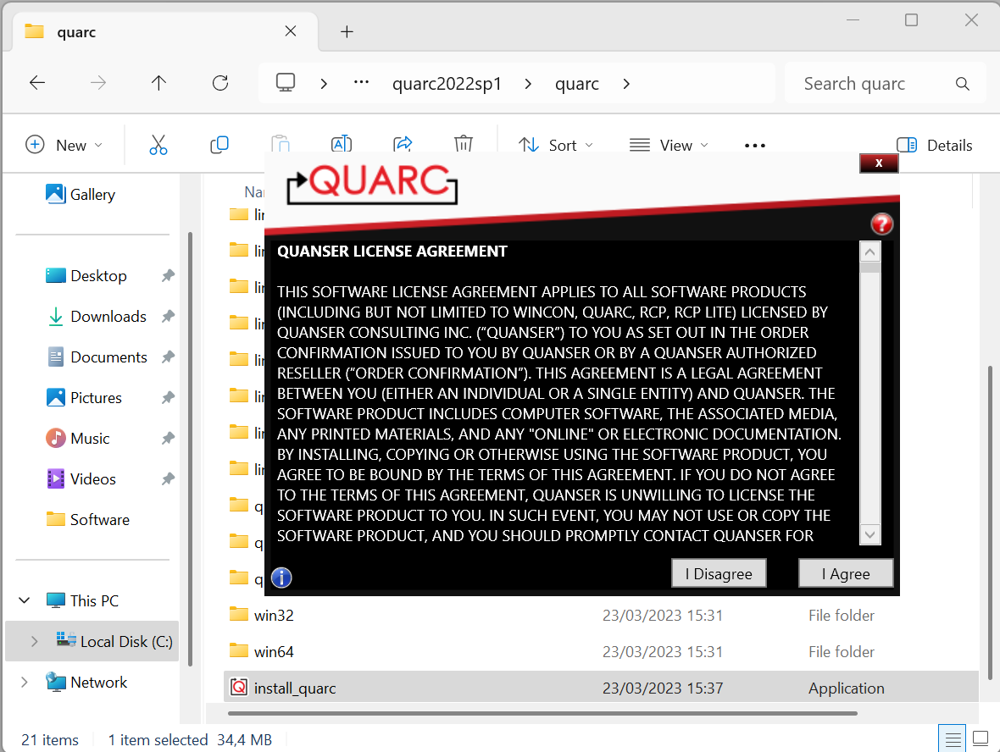 quarc
quarc2022sp1
quarc
Search quarc
New
Sort
View
Details
Gallery
Desktop
Downloads
Documents
Pictures
Music
Videos
Software
This PC
Local Disk (C:)
Network
QUARC
x
?
QUANSER LICENSE AGREEMENT
THIS SOFTWARE LICENSE AGREEMENT APPLIES TO ALL SOFTWARE PRODUCTS
(INCLUDING BUT NOT LIMITED TO WINCON, QUARC, RCP, RCP LITE) LICENSED BY
QUANSER CONSULTING INC. (“QUANSER”) TO YOU AS SET OUT IN THE ORDER
CONFIRMATION ISSUED TO YOU BY QUANSER OR BY A QUANSER AUTHORIZED
RESELLER (“ORDER CONFIRMATION”). THIS AGREEMENT IS A LEGAL AGREEMENT
BETWEEN YOU (EITHER AN INDIVIDUAL OR A SINGLE ENTITY) AND QUANSER. THE
SOFTWARE PRODUCT INCLUDES COMPUTER SOFTWARE, THE ASSOCIATED MEDIA,
ANY PRINTED MATERIALS, AND ANY "ONLINE" OR ELECTRONIC DOCUMENTATION.
BY INSTALLING, COPYING OR OTHERWISE USING THE SOFTWARE PRODUCT, YOU
AGREE TO BE BOUND BY THE TERMS OF THIS AGREEMENT. IF YOU DO NOT AGREE
TO THE TERMS OF THIS AGREEMENT, QUANSER IS UNWILLING TO LICENSE THE
SOFTWARE PRODUCT TO YOU. IN SUCH EVENT, YOU MAY NOT USE OR COPY THE
SOFTWARE PRODUCT, AND YOU SHOULD PROMPTLY CONTACT QUANSER FOR
I Disagree
I Agree
win32 23/03/2023 15:31 File folder
win64 23/03/2023 15:31 File folder
install_quarc 23/03/2023 15:37 Application
21 items
1 item selected 34,4 MB